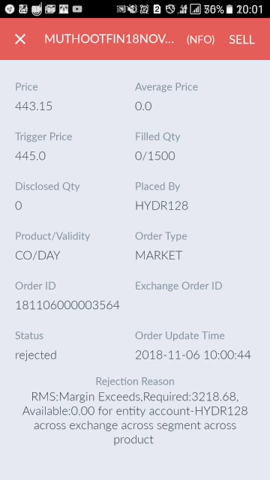 36% 20:01
MUTHOOTFIN18NOV... (NFO) SELL
Price Average Price
443.15 0.0
Trigger Price Filled Qty
445.0 0/1500
Disclosed Qty Placed By
0 HYDR128
Product/Validity Order Type
CO/DAY MARKET
Order ID Exchange Order ID
181106000003564
Status Order Update Time
rejected 2018-11-06 10:00:44
Rejection Reason
RMS:Margin Exceeds,Required:3218.68,
Available:0.00 for entity account-HYDR128
across exchange across segment across
product